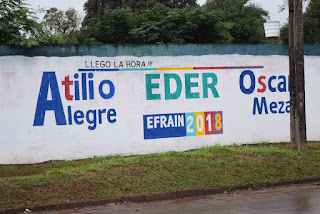 LLEGO LA HORA!!!
Atilio Alegre
EDER
EFRAIN 2018
Oscar Meza